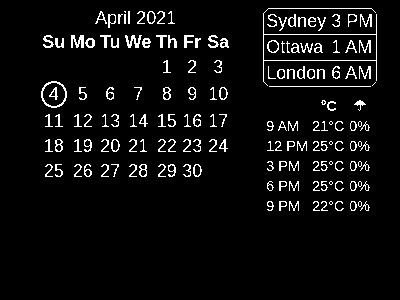 April 2021
Su Mo Tu We Th Fr Sa
1 2 3
4 5 6 7 8 9 10
11 12 13 14 15 16 17
18 19 20 21 22 23 24
25 26 27 28 29 30
Sydney 3 PM
Ottawa 1 AM
London 6 AM
°C ☂
9 AM 21°C 0%
12 PM 25°C 0%
3 PM 25°C 0%
6 PM 25°C 0%
9 PM 22°C 0%